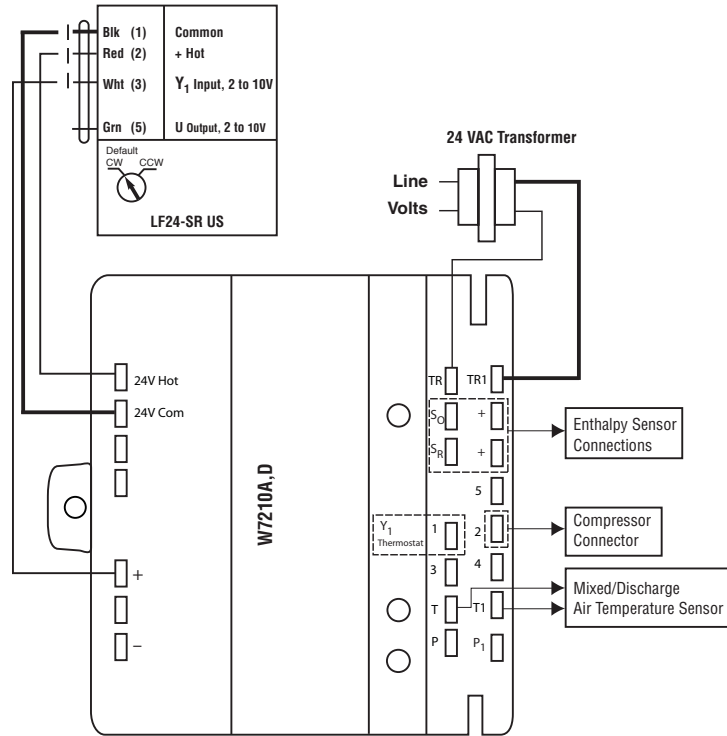 Blk (1) Common
Red (2) + Hot
Wht (3) Y1 Input, 2 to 10V
Grn (5) U Output, 2 to 10V
Default
CW CCW
LF24-SR US
24 VAC Transformer
Line
Volts
24V Hot
24V Com
+
−
W7210A,D
TR TR1
SO +
SR +
5
Y1
Thermostat
1 2
3 4
T T1
P P1
Enthalpy Sensor
Connections
Compressor
Connector
Mixed/Discharge
Air Temperature Sensor